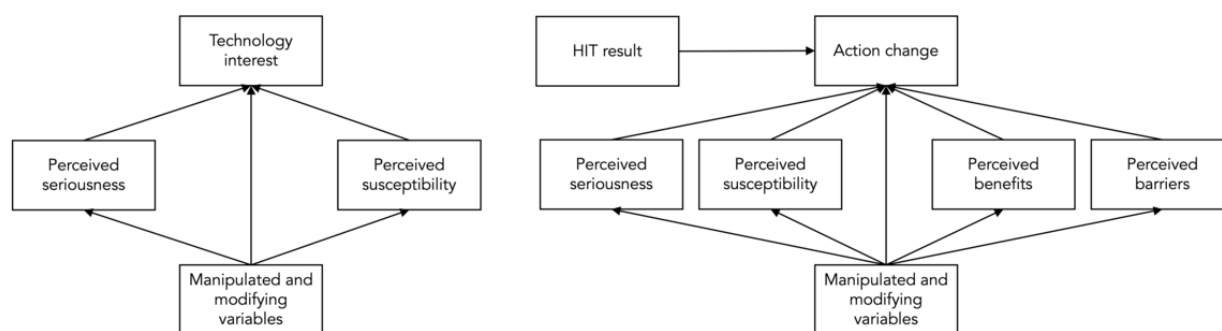 Technology
interest
Perceived
seriousness
Perceived
susceptibility
Manipulated and
modifying
variables
HIT result
Action change
Perceived
seriousness
Perceived
susceptibility
Perceived
benefits
Perceived
barriers
Manipulated and
modifying
variables